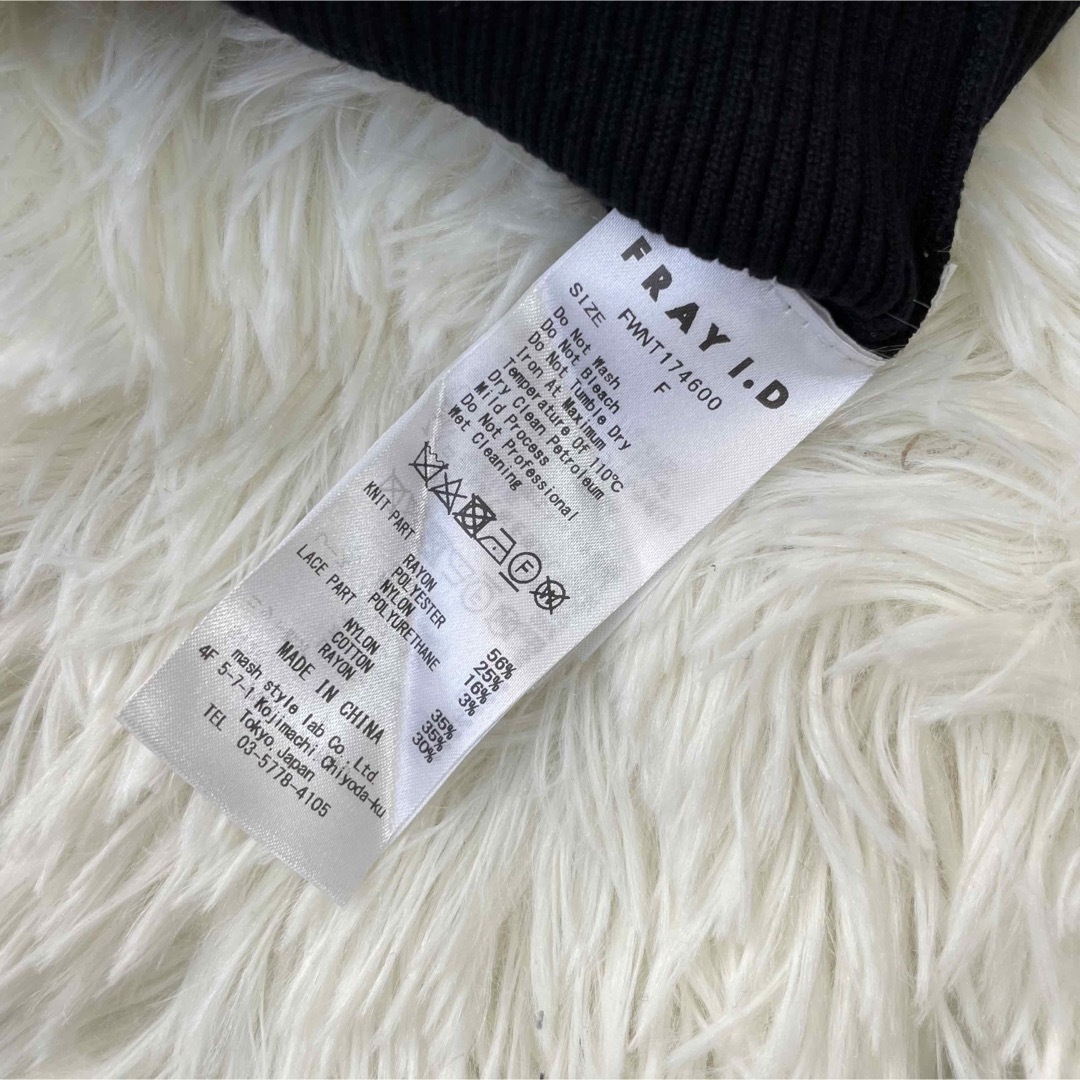 FRAY I.D
FWNT174600
SIZE F
Do Not Wash
Do Not Bleach
Do Not Tumble Dry
Iron At Maximum
Temperature Of 110℃
Dry Clean Petroleum
Mild Process
Do Not Professional
Wet Cleaning
F W
KNIT PART
RAYON 56%
POLYESTER 25%
NYLON 16%
POLYURETHANE 3%
LACE PART
NYLON 35%
COTTON 35%
RAYON 30%
MADE IN CHINA
mash style lab Co.,Ltd.
4F 5-7-1,Kojimachi Chiyoda-ku
Tokyo,Japan
TEL 03-5778-4105